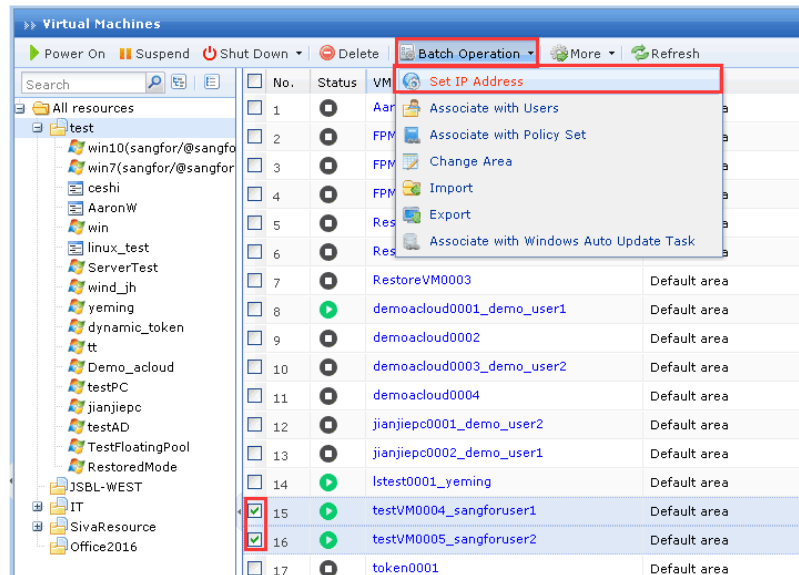 >> Virtual Machines
Power On Suspend Shut Down Delete Batch Operation More Refresh
Search
No. Status VM
Set IP Address
Associate with Users
Associate with Policy Set
Change Area
Import
Export
Associate with Windows Auto Update Task
All resources
test
win10(sangfor/@sangfo
win7(sangfor/@sangfor
ceshi
AaronW
win
linux_test
ServerTest
wind_jh
yeming
dynamic_token
tt
Demo_acloud
testPC
jianjiepc
testAD
TestFloatingPool
RestoredMode
JSBL-WEST
IT
SivaResource
Office2016
1 Aar a
2 FPM a
3 FPM a
4 FPM a
5 Res a
6 Res a
7 RestoreVM0003 Default area
8 demoacloud0001_demo_user1 Default area
9 demoacloud0002 Default area
10 demoacloud0003_demo_user2 Default area
11 demoacloud0004 Default area
12 jianjiepc0001_demo_user2 Default area
13 jianjiepc0002_demo_user1 Default area
14 lstest0001_yeming Default area
15 testVM0004_sangforuser1 Default area
16 testVM0005_sangforuser2 Default area
17 token0001 Default area